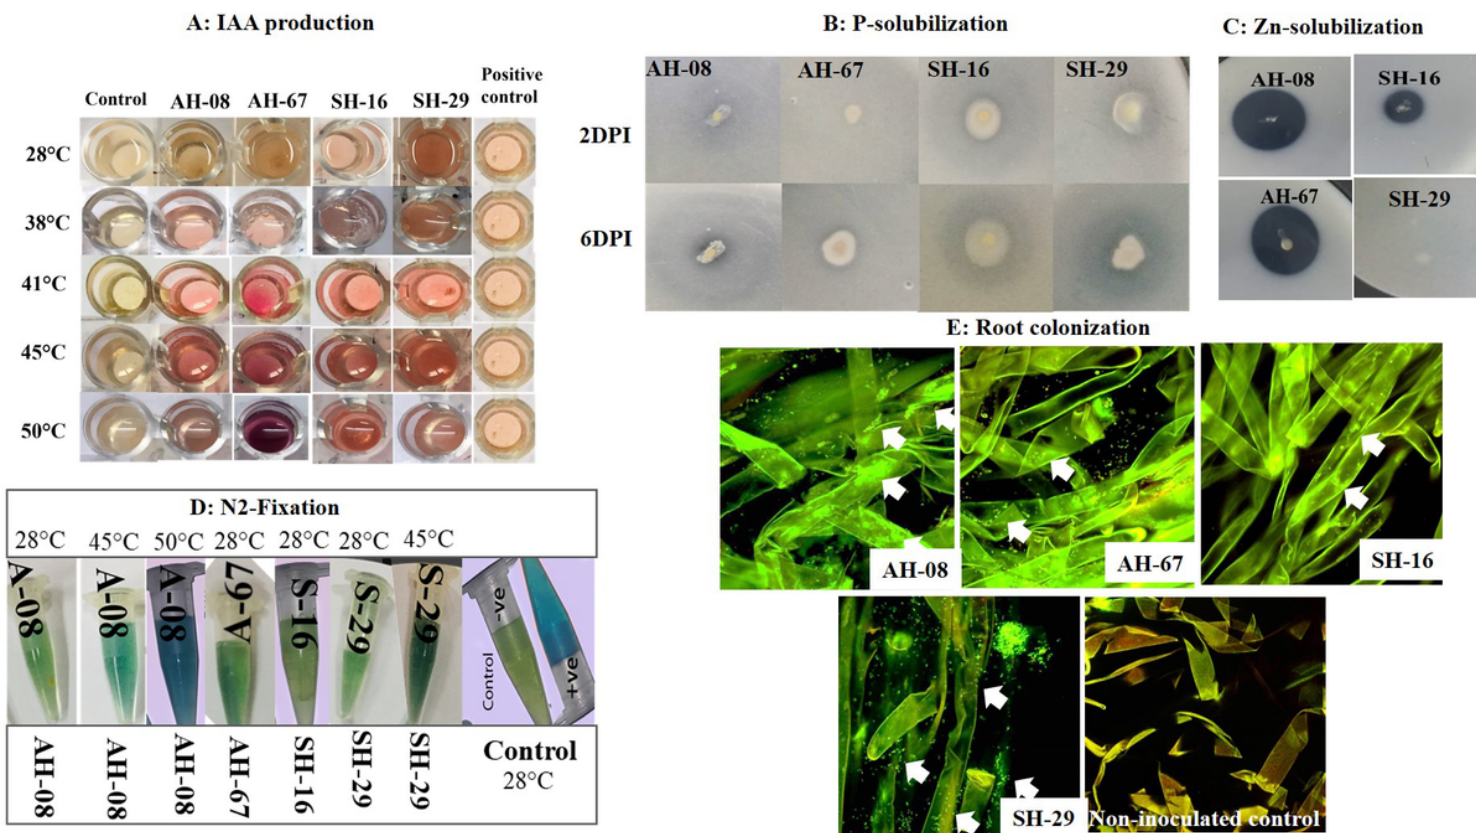 A: IAA production
Control AH-08 AH-67 SH-16 SH-29 Positive control
28°C
38°C
41°C
45°C
50°C
B: P-solubilization
AH-08 AH-67 SH-16 SH-29
2DPI
6DPI
C: Zn-solubilization
AH-08 SH-16
AH-67 SH-29
D: N2-Fixation
28°C 45°C 50°C 28°C 28°C 28°C 45°C
A-08 A-08 A-08 A-67 S-16 S-29 S-29 Control -ve +ve
AH-08 AH-08 AH-08 AH-67 SH-16 SH-29 SH-29 Control
28°C
E: Root colonization
AH-08 AH-67 SH-16
SH-29 Non-inoculated control